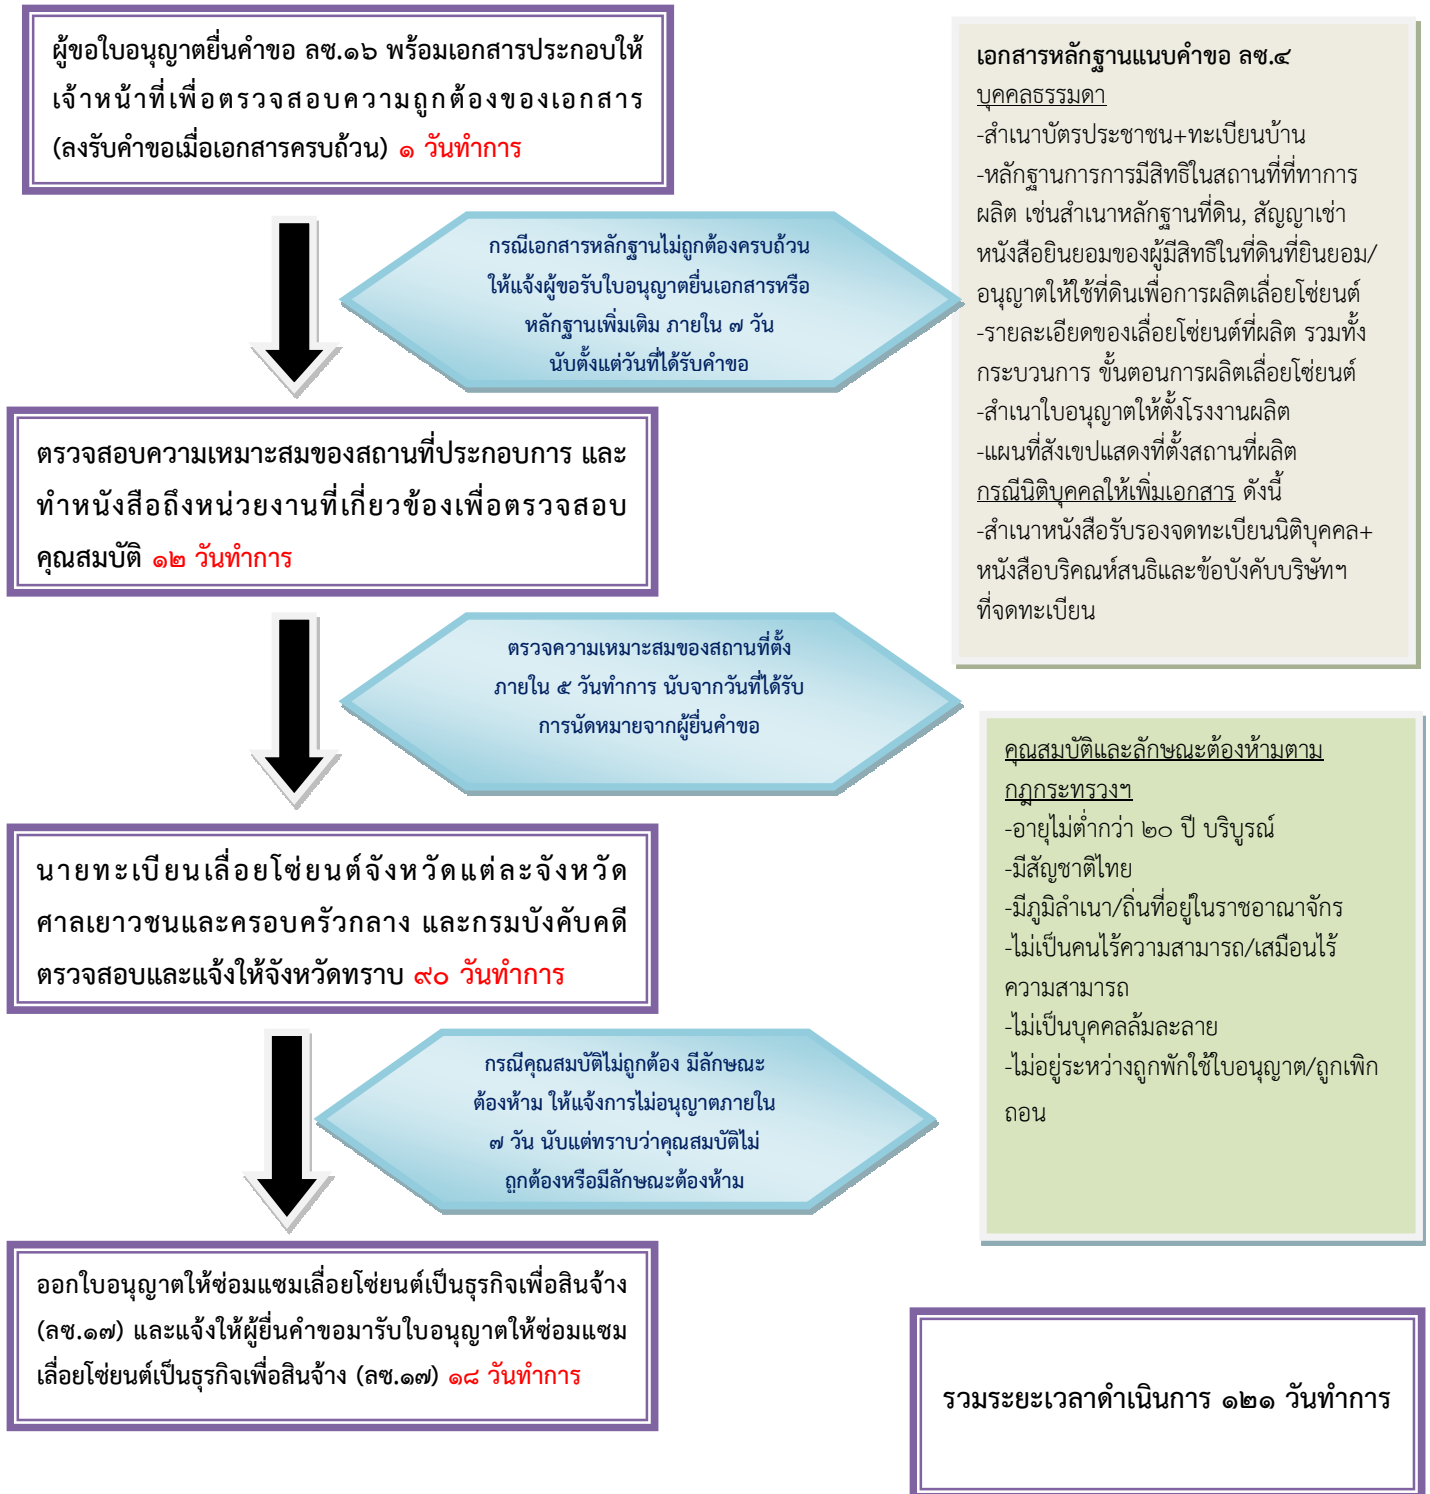 ผู้ขอใบอนุญาตยื่นคำขอ ลซ.๑๖ พร้อมเอกสารประกอบให้
เจ้าหน้าที่เพื่อตรวจสอบความถูกต้องของเอกสาร
(ลงรับคำขอเมื่อเอกสารครบถ้วน) ๑ วันทำการ
กรณีเอกสารหลักฐานไม่ถูกต้องครบถ้วน
ให้แจ้งผู้ขอรับใบอนุญาตยื่นเอกสารหรือ
หลักฐานเพิ่มเติม ภายใน ๗ วัน
นับตั้งแต่วันที่ได้รับคำขอ
ตรวจสอบความเหมาะสมของสถานที่ประกอบการ และ
ทำหนังสือถึงหน่วยงานที่เกี่ยวข้องเพื่อตรวจสอบ
คุณสมบัติ ๑๒ วันทำการ
ตรวจความเหมาะสมของสถานที่ตั้ง
ภายใน ๕ วันทำการ นับจากวันที่ได้รับ
การนัดหมายจากผู้ยื่นคำขอ
นายทะเบียนเลื่อยโซ่ยนต์จังหวัดแต่ละจังหวัด
ศาลเยาวชนและครอบครัวกลาง และกรมบังคับคดี
ตรวจสอบและแจ้งให้จังหวัดทราบ ๙๐ วันทำการ
กรณีคุณสมบัติไม่ถูกต้อง มีลักษณะ
ต้องห้าม ให้แจ้งการไม่อนุญาตภายใน
๗ วัน นับแต่ทราบว่าคุณสมบัติไม่
ถูกต้องหรือมีลักษณะต้องห้าม
ออกใบอนุญาตให้ซ่อมแซมเลื่อยโซ่ยนต์เป็นธุรกิจเพื่อสินจ้าง
(ลซ.๑๗) และแจ้งให้ผู้ยื่นคำขอมารับใบอนุญาตให้ซ่อมแซม
เลื่อยโซ่ยนต์เป็นธุรกิจเพื่อสินจ้าง (ลซ.๑๗) ๑๘ วันทำการ
เอกสารหลักฐานแนบคำขอ ลซ.๔
บุคคลธรรมดา
-สำเนาบัตรประชาชน+ทะเบียนบ้าน
-หลักฐานการการมีสิทธิในสถานที่ที่ทาการ
ผลิต เช่นสำเนาหลักฐานที่ดิน, สัญญาเช่า
หนังสือยินยอมของผู้มีสิทธิในที่ดินที่ยินยอม/
อนุญาตให้ใช้ที่ดินเพื่อการผลิตเลื่อยโซ่ยนต์
-รายละเอียดของเลื่อยโซ่ยนต์ที่ผลิต รวมทั้ง
กระบวนการ ขั้นตอนการผลิตเลื่อยโซ่ยนต์
-สำเนาใบอนุญาตให้ตั้งโรงงานผลิต
-แผนที่สังเขปแสดงที่ตั้งสถานที่ผลิต
กรณีนิติบุคคลให้เพิ่มเอกสาร ดังนี้
-สำเนาหนังสือรับรองจดทะเบียนนิติบุคคล+
หนังสือบริคณห์สนธิและข้อบังคับบริษัทฯ
ที่จดทะเบียน
คุณสมบัติและลักษณะต้องห้ามตาม
กฎกระทรวงฯ
-อายุไม่ต่ำกว่า ๒๐ ปี บริบูรณ์
-มีสัญชาติไทย
-มีภูมิลำเนา/ถิ่นที่อยู่ในราชอาณาจักร
-ไม่เป็นคนไร้ความสามารถ/เสมือนไร้
ความสามารถ
-ไม่เป็นบุคคลล้มละลาย
-ไม่อยู่ระหว่างถูกพักใช้ใบอนุญาต/ถูกเพิก
ถอน
รวมระยะเวลาดำเนินการ ๑๒๑ วันทำการ